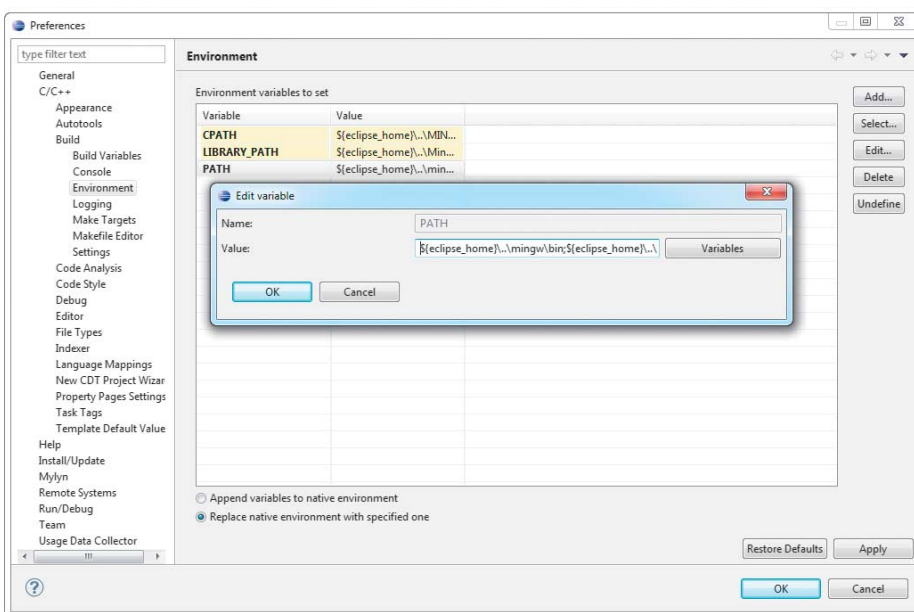 Preferences
type filter text
General
C/C++
Appearance
Autotools
Build
Build Variables
Console
Environment
Logging
Make Targets
Makefile Editor
Settings
Code Analysis
Code Style
Debug
Editor
File Types
Indexer
Language Mappings
New CDT Project Wizar
Property Pages Settings
Task Tags
Template Default Value
Help
Install/Update
Mylyn
Remote Systems
Run/Debug
Team
Usage Data Collector
Environment
Environment variables to set
Variable Value
CPATH ${eclipse_home}\..\MIN...
LIBRARY_PATH ${eclipse_home}\..\Min...
PATH ${eclipse_home}\..\min...
Add...
Select...
Edit...
Delete
Undefine
Edit variable
Name: PATH
Value: ${eclipse_home}\..\mingw\bin;${eclipse_home}\..\ Variables
OK Cancel
Append variables to native environment
Replace native environment with specified one
Restore Defaults Apply
OK Cancel